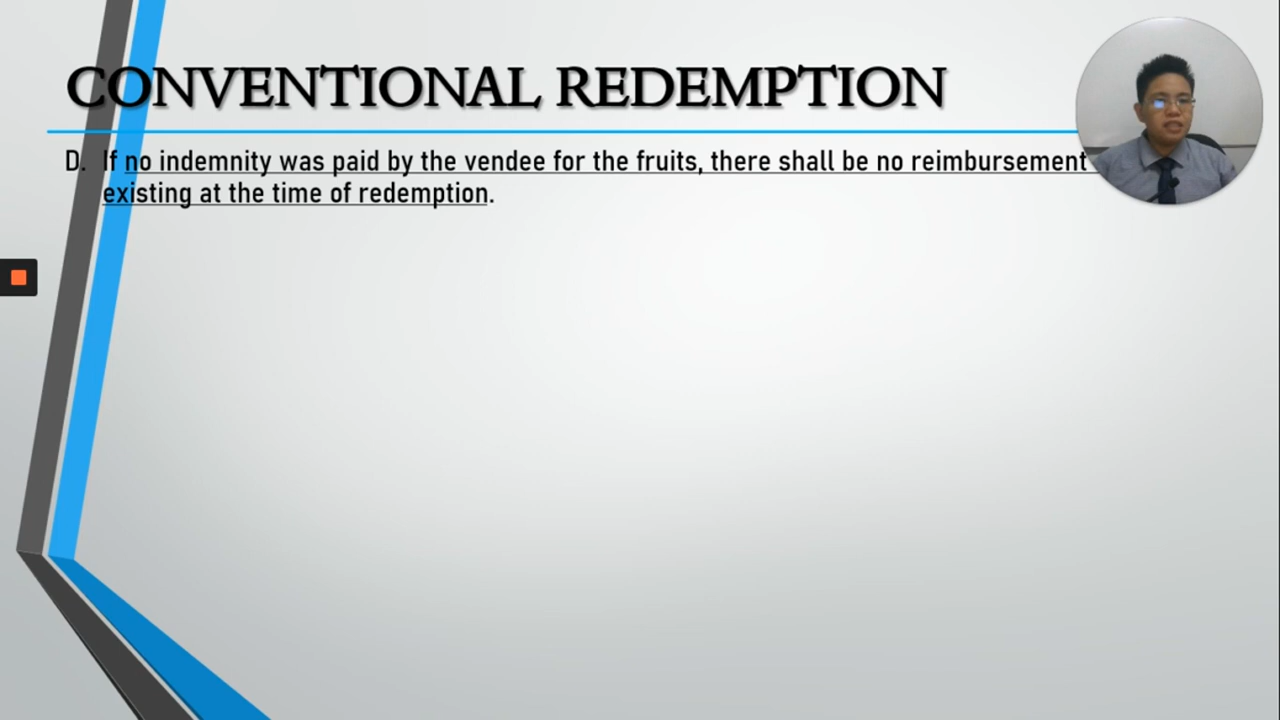 CONVENTIONAL REDEMPTION
D. If no indemnity was paid by the vendee for the fruits, there shall be no reimbursement
existing at the time of redemption.